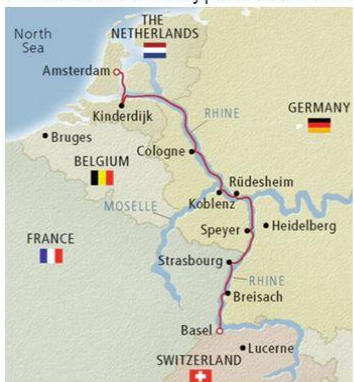 THE
NETHERLANDS
North
Sea
Amsterdam
Kinderdijk
RHINE
GERMANY
Bruges
Cologne
BELGIUM
Rüdesheim
Koblenz
MOSELLE
Speyer
Heidelberg
FRANCE
Strasbourg
RHINE
Breisach
Basel
Lucerne
SWITZERLAND